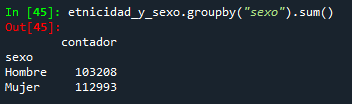 In [45]: etnicidad_y_sexo.groupby("sexo").sum()
Out[45]:
contador
sexo
Hombre 103208
Mujer 112993